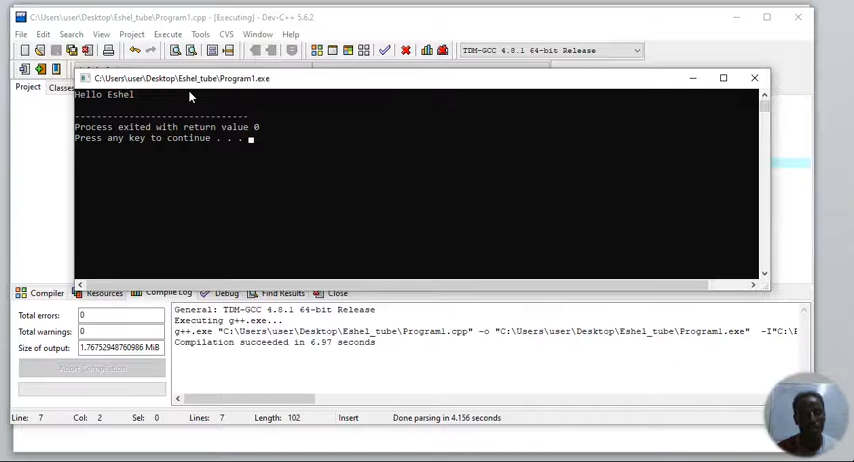 C:\Users\user\Desktop\Eshel_tube\Program1.cpp - [Executing] - Dev-C++ 5.6.2
File Edit Search View Project Execute Tools CVS Window Help
TDM-GCC 4.8.1 64-bit Release
C:\Users\user\Desktop\Eshel_tube\Program1.exe
Project Classes
Hello Eshel
--------------------------------
Process exited with return value 0
Press any key to continue . . .
Compiler Resources Compile Log Debug Find Results Close
Total errors: 0
Total warnings: 0
Size of output: 1.76752948760986 MiB
Abort Compilation
General: TDM-GCC 4.8.1 64-bit Release
Executing g++.exe...
g++.exe "C:\Users\user\Desktop\Eshel_tube\Program1.cpp" -o "C:\Users\user\Desktop\Eshel_tube\Program1.exe" -I"C:\
Compilation succeeded in 6.97 seconds
Line: 7 Col: 2 Sel: 0 Lines: 7 Length: 102 Insert Done parsing in 4.156 seconds